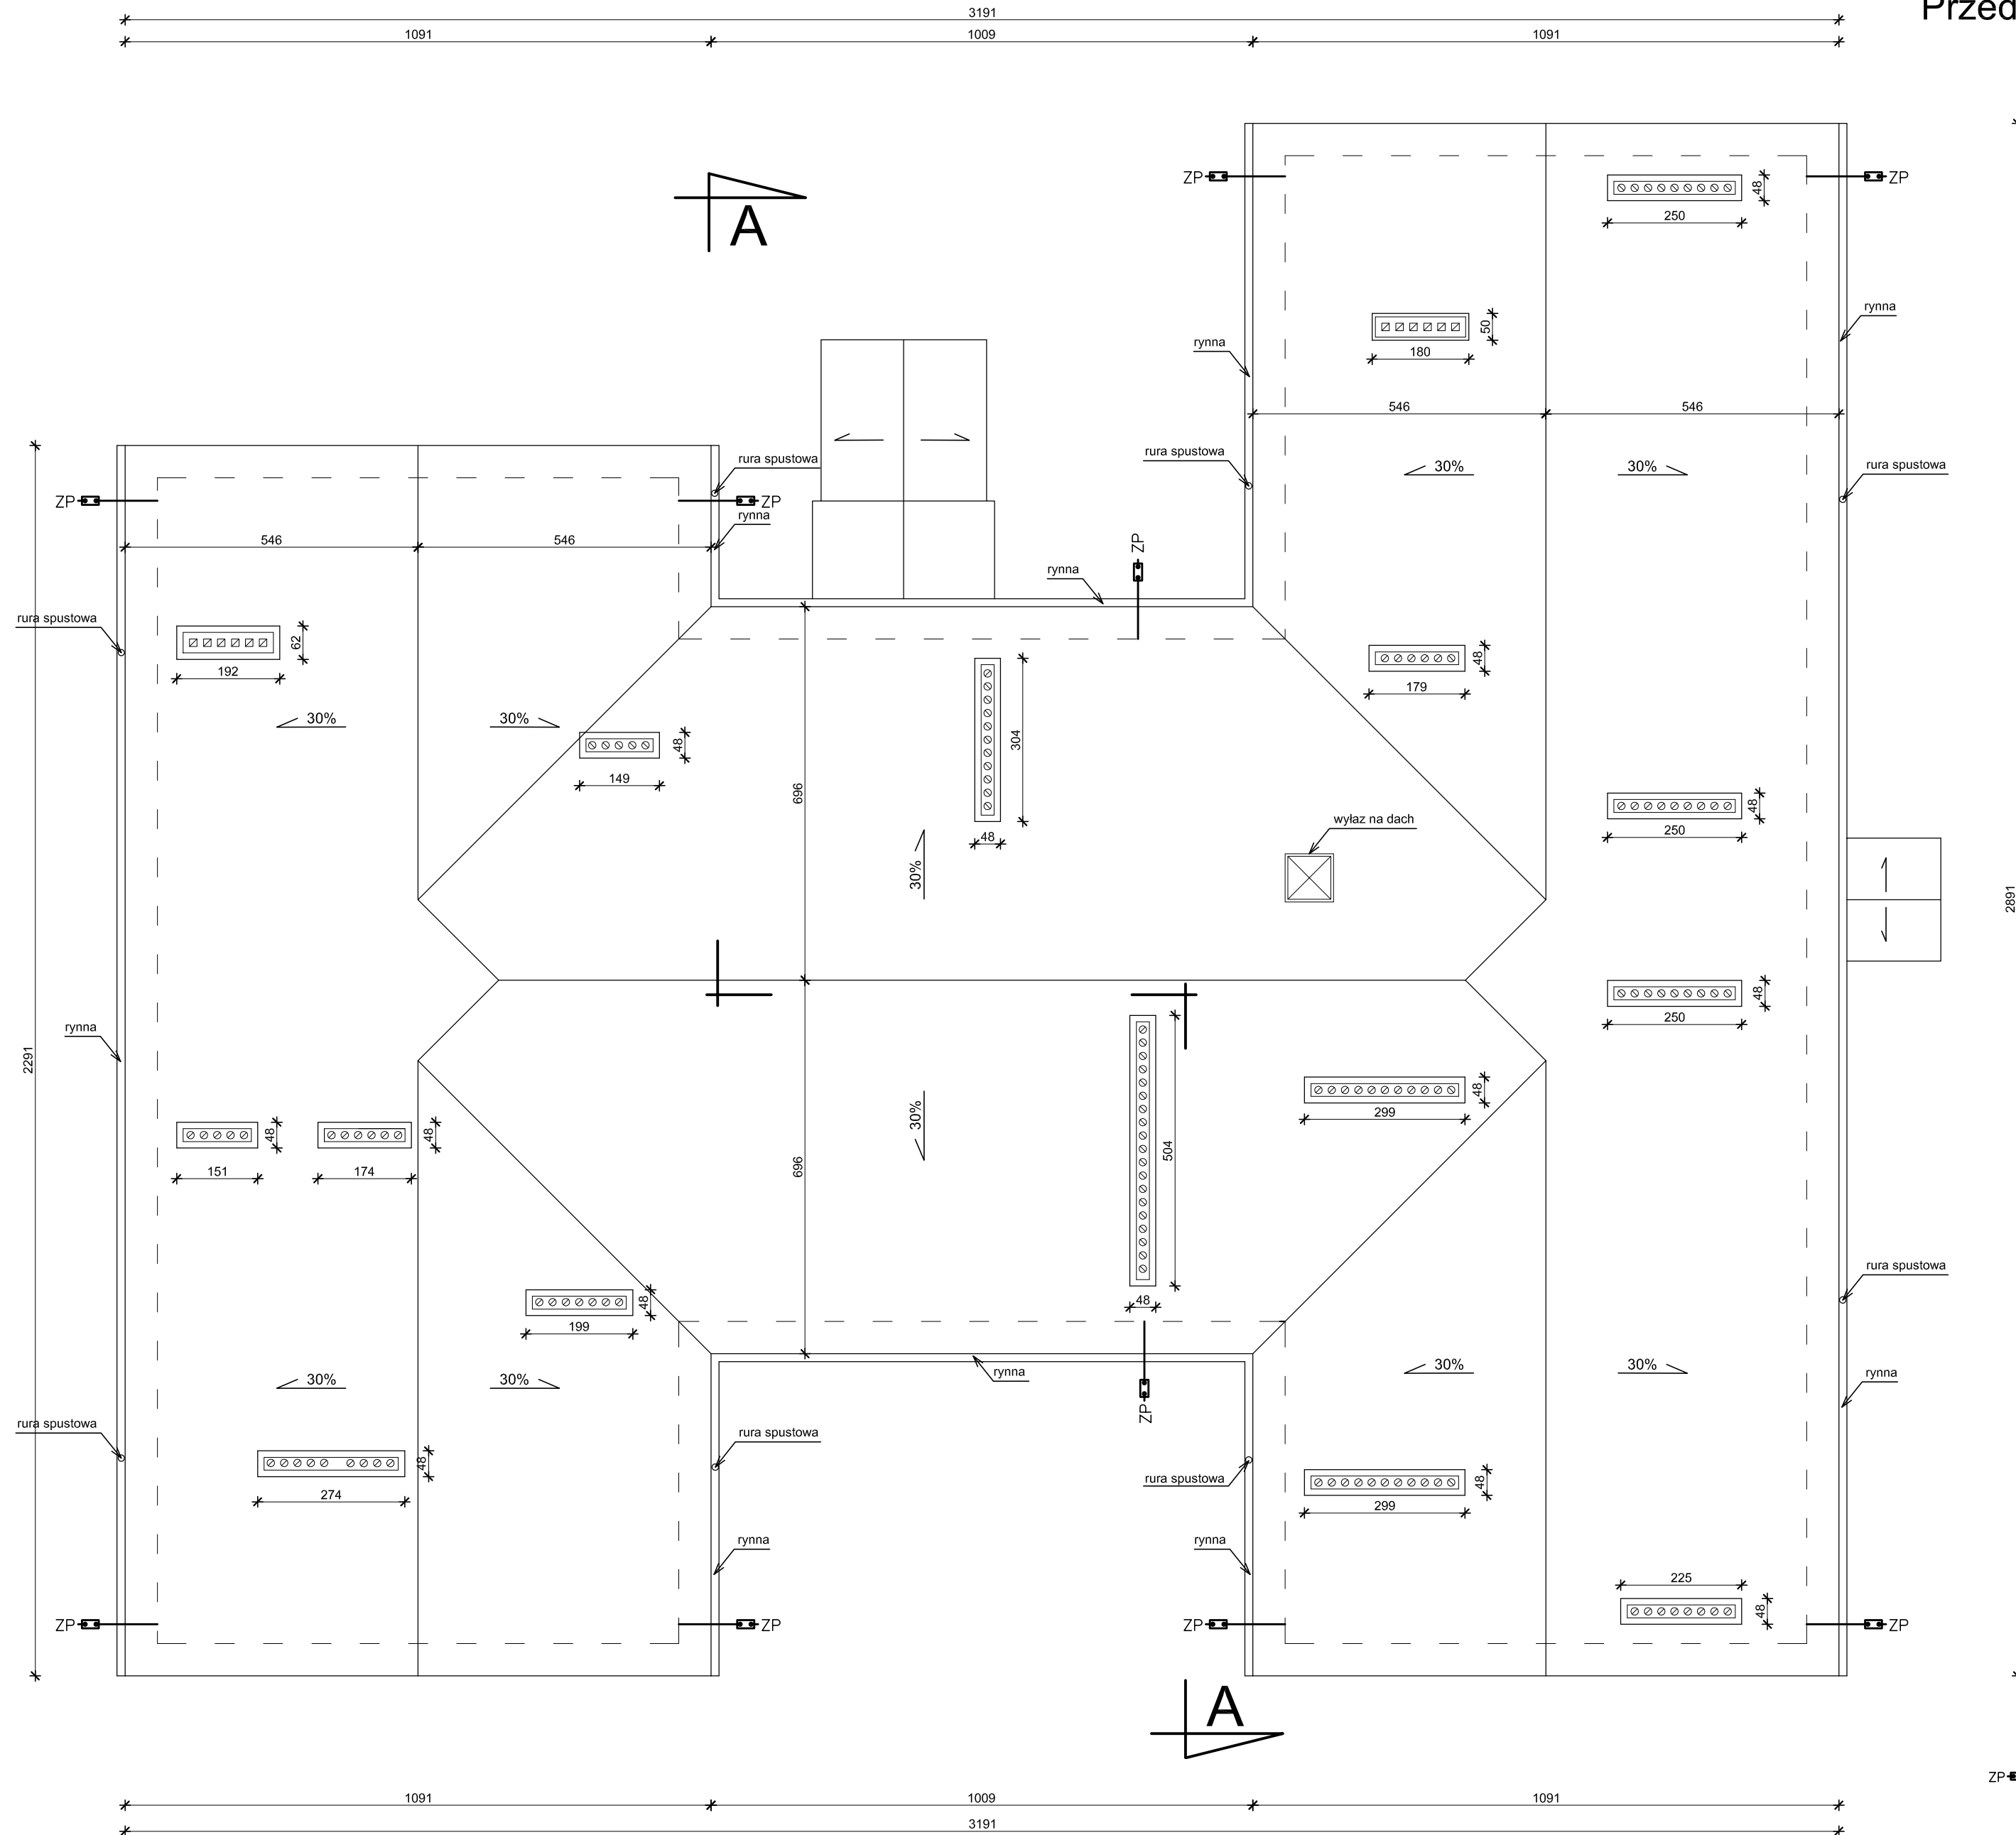 3191
Przed
1091
1009
1091
ZP
ZP
A
48
250
rynna
50
180
rynna
546
546
rura spustowa
rura spustowa
30%
30%
rura spustowa
ZP
ZP
rynna
546
546
ZP
rynna
rura spustowa
62
192
48
179
30%
30%
48
149
304
696
48
wyłaz na dach
48
250
30%
2891
48
250
rynna
2291
48
299
30%
504
48
48
151
174
696
rura spustowa
48
199
48
30%
30%
rynna
30%
30%
rynna
ZP
rura spustowa
rura spustowa
48
274
rura spustowa
48
299
rynna
rynna
225
48
ZP
ZP
ZP
ZP
A
ZP
1091
1009
1091
3191